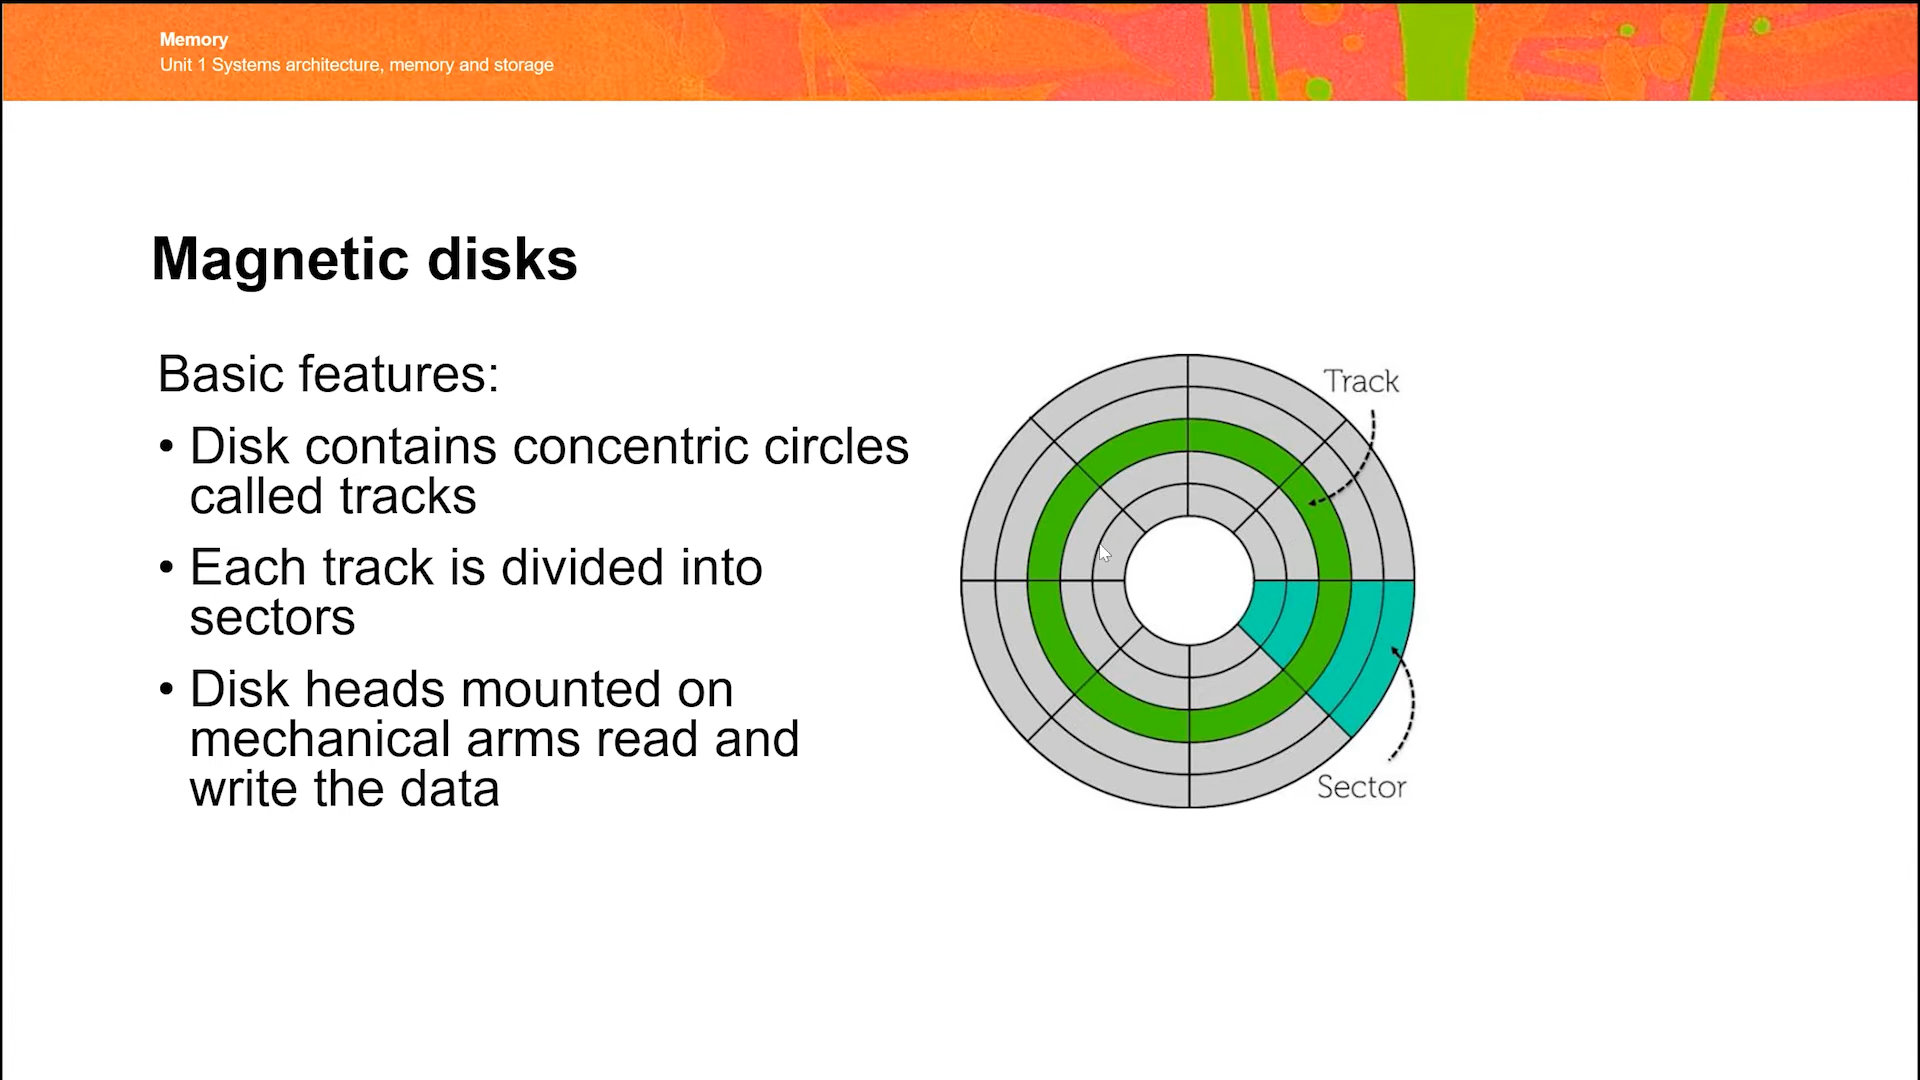 Memory
Unit 1 Systems architecture, memory and storage
Magnetic disks
Basic features:
• Disk contains concentric circles
called tracks
• Each track is divided into
sectors
• Disk heads mounted on
mechanical arms read and
write the data
Track
Sector